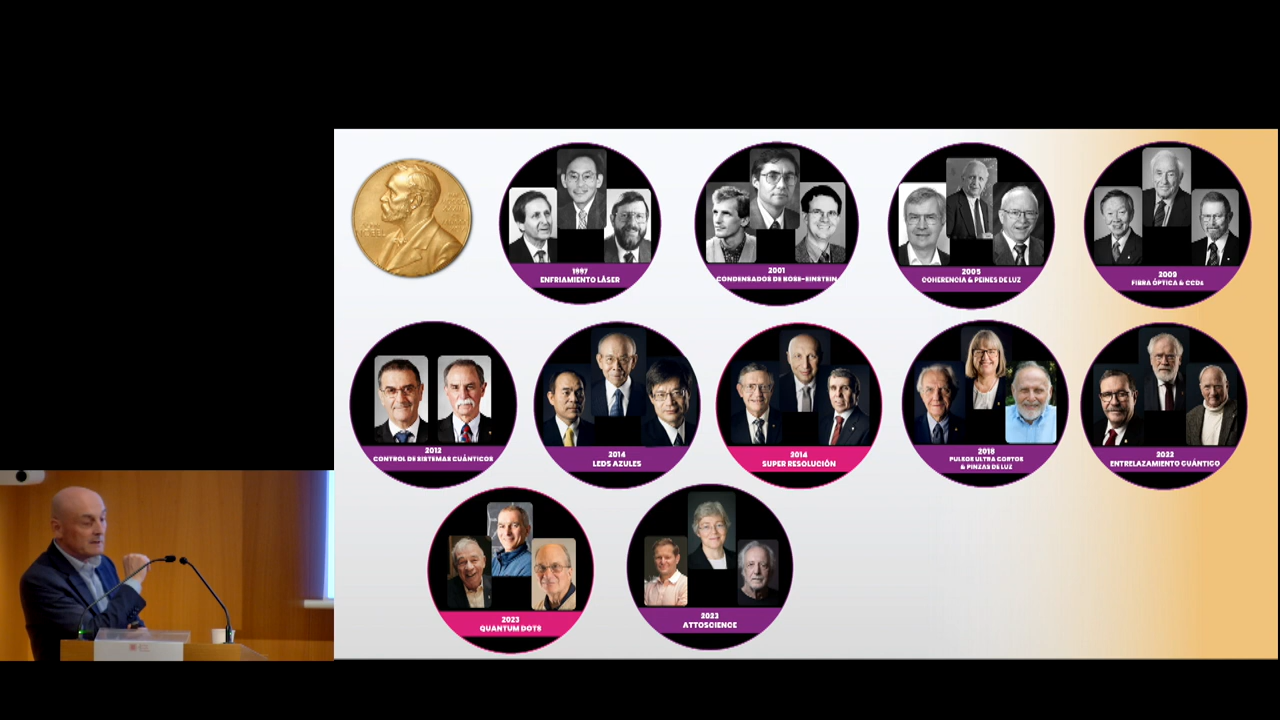 1997
ENFRIAMIENTO LÁSER
2001
CONDENSADOS DE BOSE-EINSTEIN
2005
COHERENCIA & PEINES DE LUZ
2009
FIBRA ÓPTICA & CCDs
2012
CONTROL DE SISTEMAS CUÁNTICOS
2014
LEDS AZULES
2014
SUPER RESOLUCIÓN
2018
PULSOS ULTRA CORTOS
& PINZAS DE LUZ
2022
ENTRELAZAMIENTO CUÁNTICO
2023
QUANTUM DOTS
2023
ATTOSCIENCE